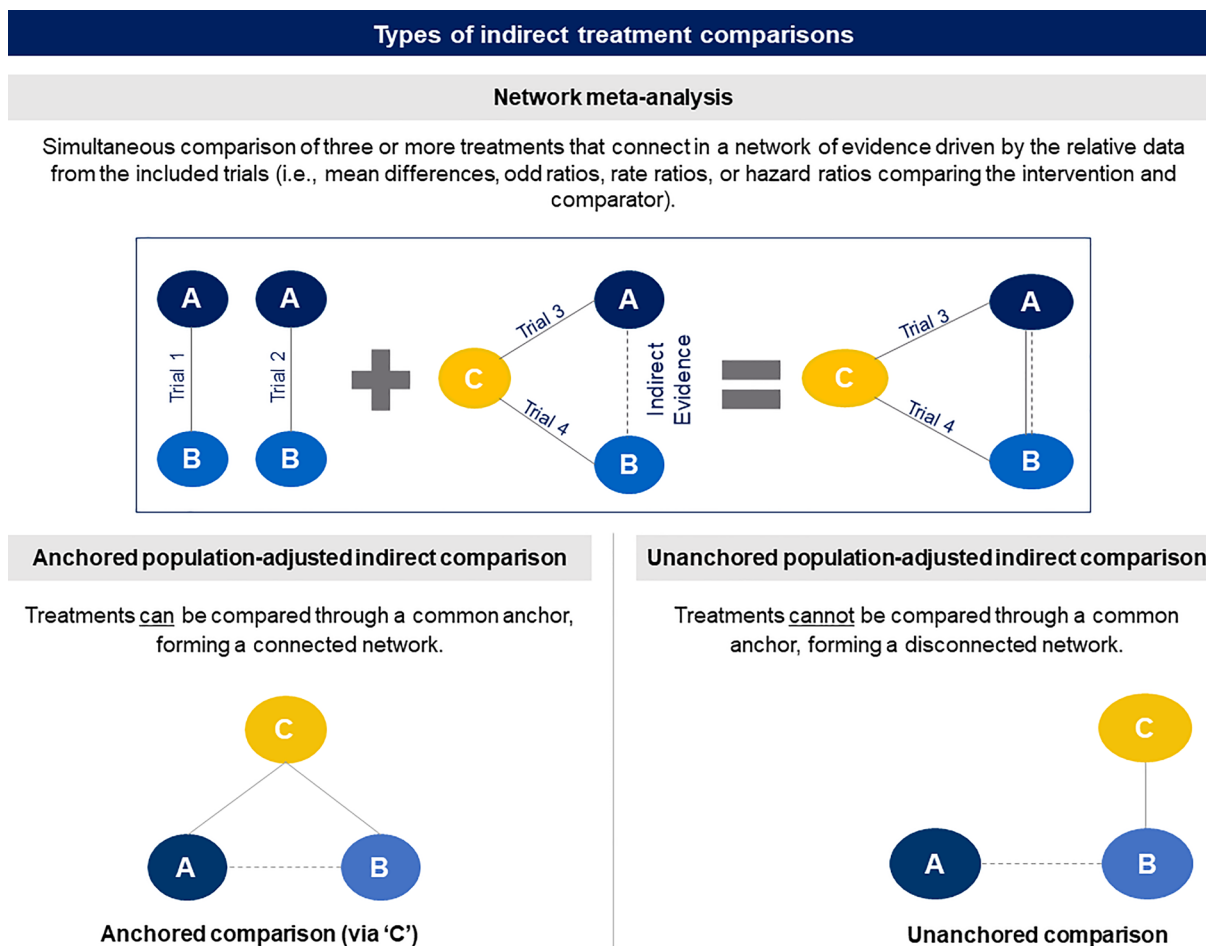 Types of indirect treatment comparisons
Network meta-analysis
Simultaneous comparison of three or more treatments that connect in a network of evidence driven by the relative data
from the included trials (i.e., mean differences, odd ratios, rate ratios, or hazard ratios comparing the intervention and
comparator).
A
Trial 1
B
A
Trial 2
B
C
Trial 3
A
Trial 4
B
Indirect
Evidence
C
Trial 3
A
Trial 4
B
Anchored population-adjusted indirect comparison
Treatments can be compared through a common anchor,
forming a connected network.
C
A
B
Anchored comparison (via ‘C’)
Unanchored population-adjusted indirect comparison
Treatments cannot be compared through a common
anchor, forming a disconnected network.
C
A
B
Unanchored comparison